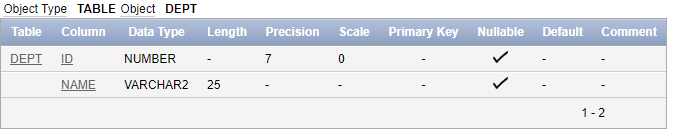 Object Type TABLE Object DEPT
Table Column Data Type Length Precision Scale Primary Key Nullable Default Comment
DEPT ID NUMBER - 7 0 - ✓ - -
NAME VARCHAR2 25 - - - ✓ - -
1 - 2